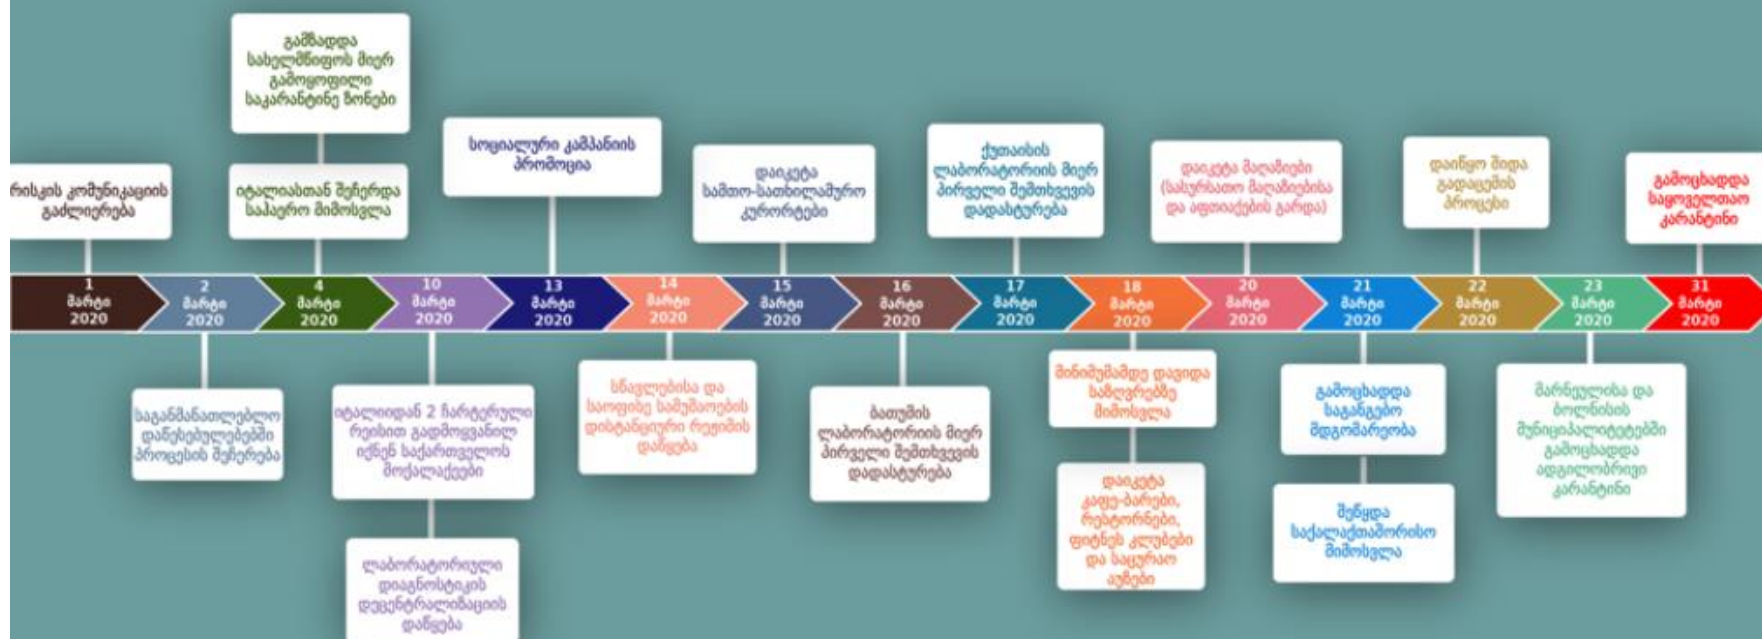 გამზადდა
სახელმწიფოს მიერ
გამოყოფილი
საკარანტინე ზონები
რისკის კომუნიკაციის
გაძლიერება
იტალიასთან შეჩერდა
საჰაერო მიმოსვლა
სოციალური კამპანიის
პრომოცია
დაიკეტა
სამთო-სათხილამურო
კურორტები
ქუთაისის
ლაბორატორიის მიერ
პირველი შემთხვევის
დადასტურება
დაიკეტა მაღაზიები
(სასურსათო მაღაზიებისა
და აფთიაქების გარდა)
დაიწყო შიდა
გადაცემის
პროცესი
გამოცხადდა
საყოველთაო
კარანტინი
1
მარტი
2020
2
მარტი
2020
4
მარტი
2020
10
მარტი
2020
13
მარტი
2020
14
მარტი
2020
15
მარტი
2020
16
მარტი
2020
17
მარტი
2020
18
მარტი
2020
20
მარტი
2020
21
მარტი
2020
22
მარტი
2020
23
მარტი
2020
31
მარტი
2020
საგანმანათლებლო
დაწესებულებებში
პროცესის შეჩერება
იტალიიდან 2 ჩარტერული
რეისით გადმოყვანილ
იქნენ საქართველოს
მოქალაქეები
ლაბორატორიული
დიაგნოსტიკის
დეცენტრალიზაციის
დაწყება
სწავლებისა და
საოფისე სამუშაოების
დისტანციური რეჟიმის
დაწყება
ბათუმის
ლაბორატორიის მიერ
პირველი შემთხვევის
დადასტურება
მინიმუმამდე დავიდა
საზღვრებზე
მიმოსვლა
დაიკეტა
კაფე-ბარები,
რესტორნები,
ფიტნეს კლუბები
და საცურაო
აუზები
გამოცხადდა
საგანგებო
მდგომარეობა
შეწყდა
საქალაქთაშორისო
მიმოსვლა
მარნეულისა და
ბოლნისის
მუნიციპალიტეტებში
გამოცხადდა
ადგილობრივი
კარანტინი